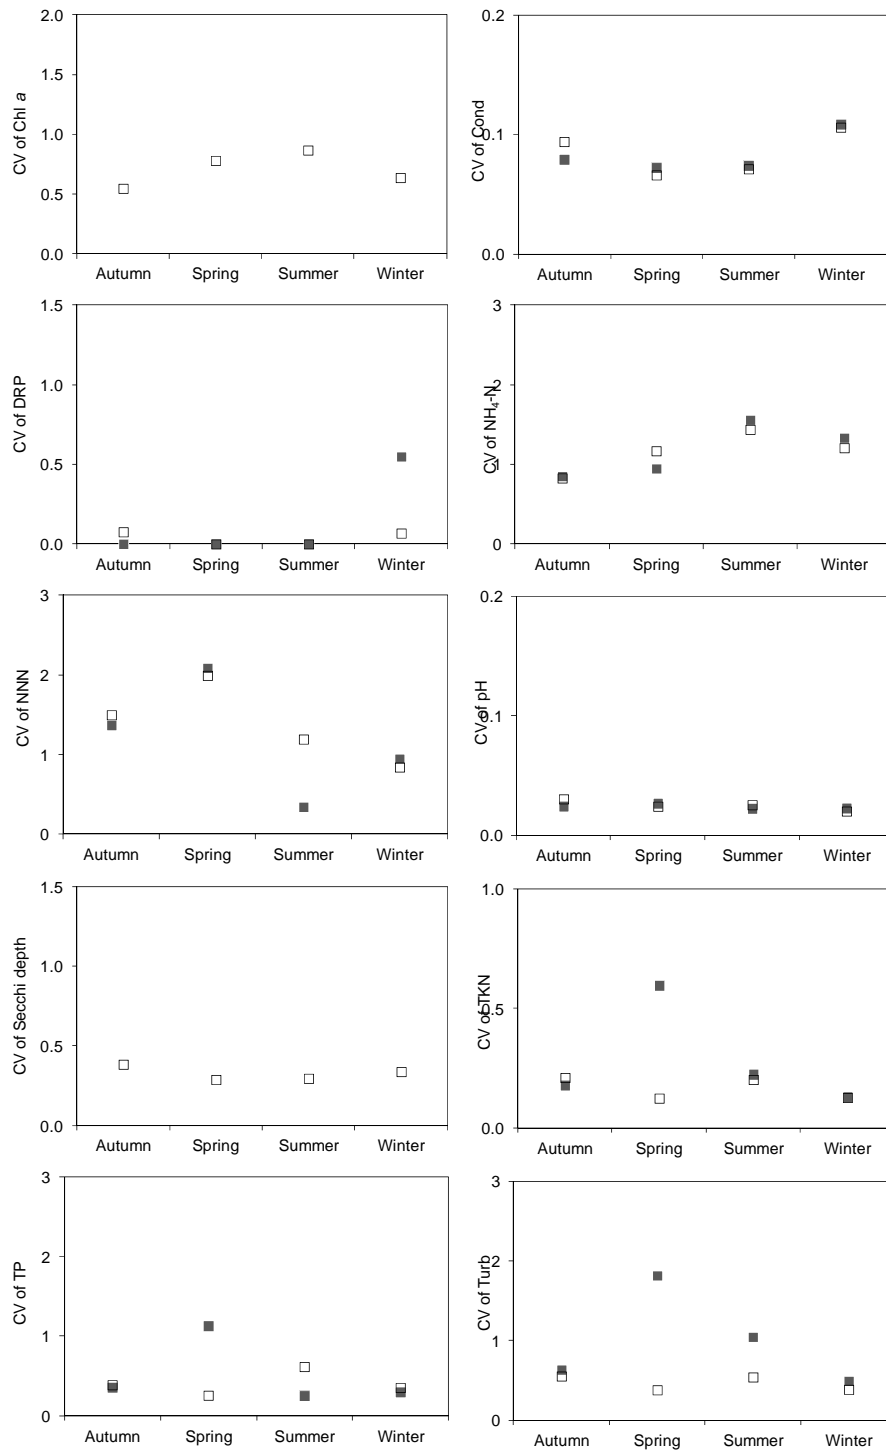 CV of Chl a
2.0
1.5
1.0
0.5
0.0
Autumn Spring Summer Winter
CV of Cond
0.2
0.1
0.0
Autumn Spring Summer Winter
CV of DRP
1.5
1.0
0.5
0.0
Autumn Spring Summer Winter
CV of NH₄-N
3
2
1
0
Autumn Spring Summer Winter
CV of NNN
3
2
1
0
Autumn Spring Summer Winter
CV of pH
0.2
0.1
0.0
Autumn Spring Summer Winter
CV of Secchi depth
1.5
1.0
0.5
0.0
Autumn Spring Summer Winter
CV of TKN
1.0
0.5
0.0
Autumn Spring Summer Winter
CV of TP
3
2
1
0
Autumn Spring Summer Winter
CV of Turb
3
2
1
0
Autumn Spring Summer Winter